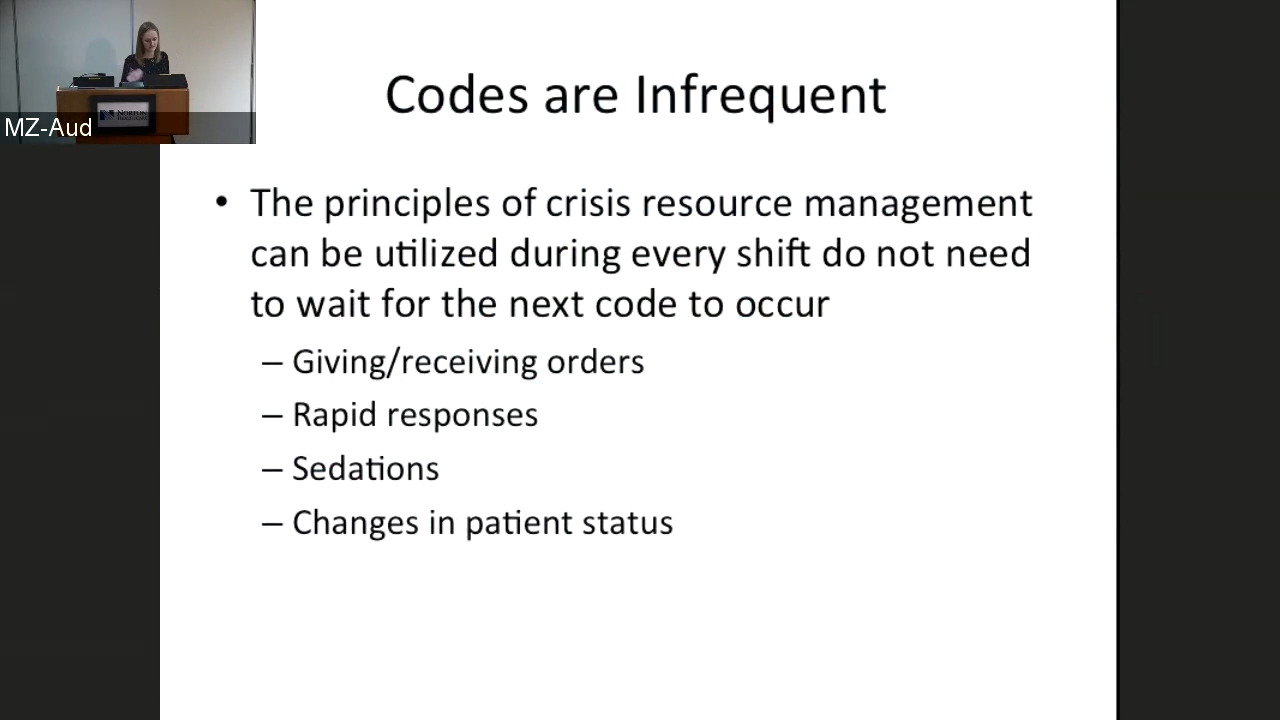 Codes are Infrequent
MZ-Aud
NORTON
HEALTHCARE
• The principles of crisis resource management
can be utilized during every shift do not need
to wait for the next code to occur
– Giving/receiving orders
– Rapid responses
– Sedations
– Changes in patient status